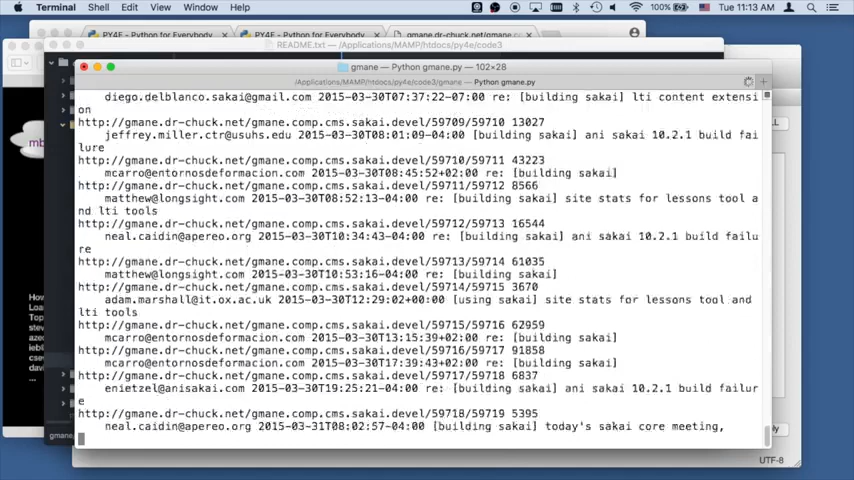 Terminal Shell Edit View Window Help 100% Tue 11:13 AM
PY4E - Python for Everybody PY4E - Python for Everybody gmane.dr-chuck.net/gmane.comp
README.txt — /Applications/MAMP/htdocs/py4e/code3
gmane — Python gmane.py — 102×28
/Applications/MAMP/htdocs/py4e/code3/gmane — Python gmane.py
diego.delblanco.sakai@gmail.com 2015-03-30T07:37:22-07:00 re: [building sakai] lti content extensi
on
http://gmane.dr-chuck.net/gmane.comp.cms.sakai.devel/59709/59710 13027
jeffrey.miller.ctr@usuhs.edu 2015-03-30T08:01:09-04:00 [building sakai] ani sakai 10.2.1 build fai
lure
http://gmane.dr-chuck.net/gmane.comp.cms.sakai.devel/59710/59711 43223
mcarro@entornosdeformacion.com 2015-03-30T08:45:52+02:00 re: [building sakai]
http://gmane.dr-chuck.net/gmane.comp.cms.sakai.devel/59711/59712 8566
matthew@longsight.com 2015-03-30T08:52:13-04:00 [building sakai] site stats for lessons tool a
nd lti tools
http://gmane.dr-chuck.net/gmane.comp.cms.sakai.devel/59712/59713 16544
neal.caidin@apereo.org 2015-03-30T10:34:43-04:00 re: [building sakai] ani sakai 10.2.1 build failu
re
http://gmane.dr-chuck.net/gmane.comp.cms.sakai.devel/59713/59714 61035
matthew@longsight.com 2015-03-30T10:53:16-04:00 re: [building sakai]
http://gmane.dr-chuck.net/gmane.comp.cms.sakai.devel/59714/59715 3670
adam.marshall@it.ox.ac.uk 2015-03-30T12:29:02+00:00 [using sakai] site stats for lessons tool and
lti tools
http://gmane.dr-chuck.net/gmane.comp.cms.sakai.devel/59715/59716 62959
mcarro@entornosdeformacion.com 2015-03-30T13:15:39+02:00 re: [building sakai]
http://gmane.dr-chuck.net/gmane.comp.cms.sakai.devel/59716/59717 91858
mcarro@entornosdeformacion.com 2015-03-30T17:39:43+02:00 re: [building sakai]
http://gmane.dr-chuck.net/gmane.comp.cms.sakai.devel/59717/59718 6837
enietzel@anisakai.com 2015-03-30T19:25:21-04:00 re: [building sakai] ani sakai 10.2.1 build failur
e
http://gmane.dr-chuck.net/gmane.comp.cms.sakai.devel/59718/59719 5395
neal.caidin@apereo.org 2015-03-31T08:02:57-04:00 [building sakai] today's sakai core meeting,
mb
How
Loa
Top
stev
azec
iebl
csev
davi
...
gmane
UTF-8